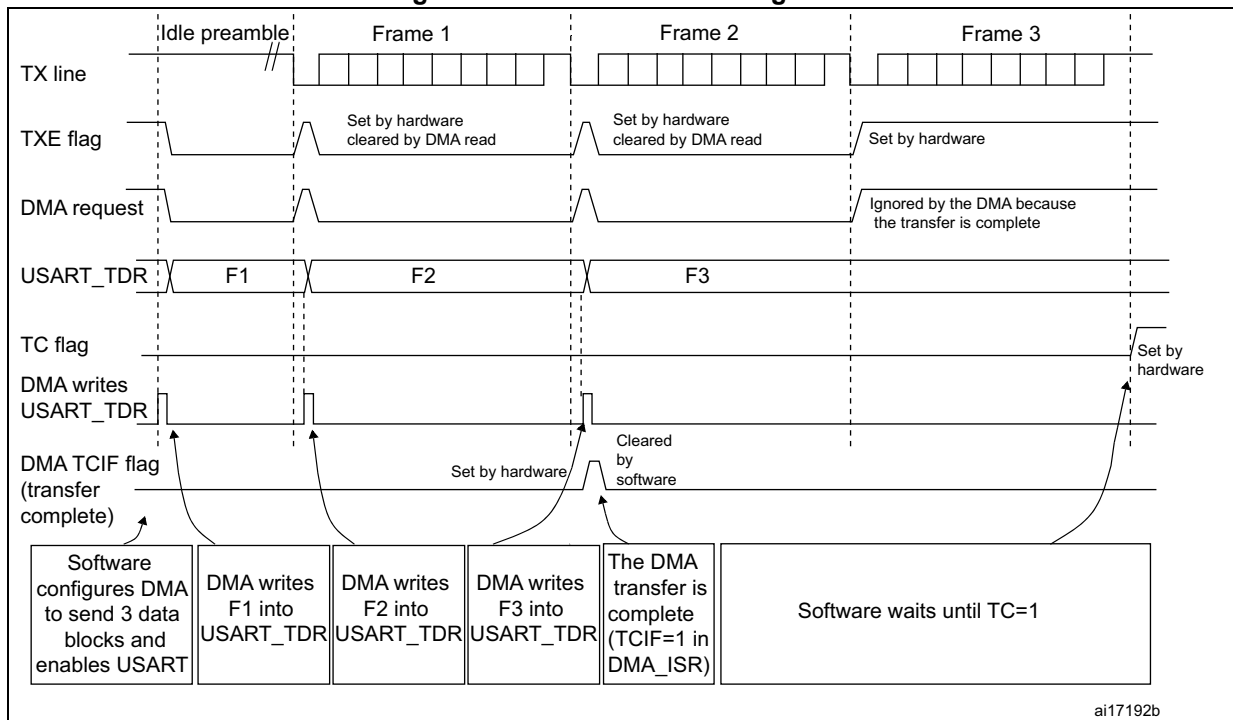 Idle preamble Frame 1 Frame 2 Frame 3
TX line
TXE flag
Set by hardware
cleared by DMA read
Set by hardware
cleared by DMA read
Set by hardware
DMA request
Ignored by the DMA because
the transfer is complete
USART_TDR F1 F2 F3
TC flag
Set by
hardware
DMA writes
USART_TDR
DMA TCIF flag
(transfer
complete)
Set by hardware
Cleared
by
software
Software
configures DMA
to send 3 data
blocks and
enables USART
DMA writes
F1 into
USART_TDR
DMA writes
F2 into
USART_TDR
DMA writes
F3 into
USART_TDR
The DMA
transfer is
complete
(TCIF=1 in
DMA_ISR)
Software waits until TC=1
ai17192b